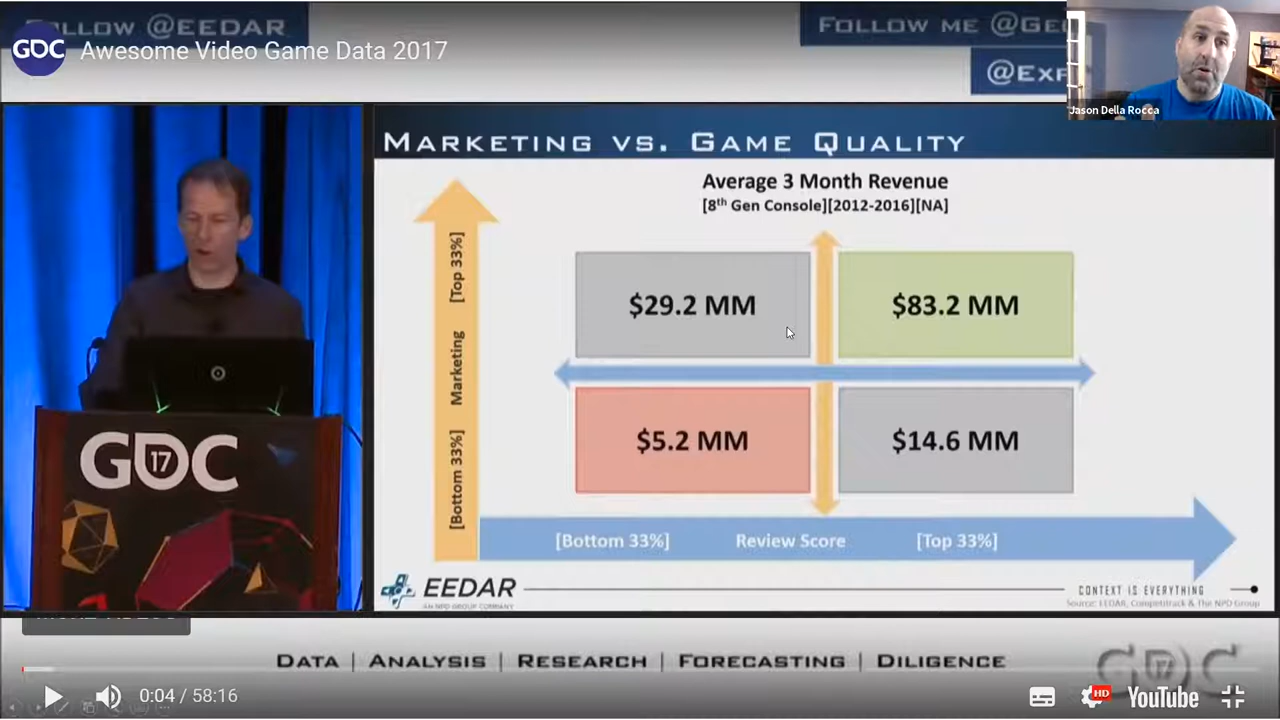 FOLLOW @EEDAR
FOLLOW ME @GE
GDC
Awesome Video Game Data 2017
@EXP
Jason Della Rocca
MARKETING VS. GAME QUALITY
Average 3 Month Revenue
[8th Gen Console][2012-2016][NA]
[Top 33%]
Marketing
[Bottom 33%]
$29.2 MM
$83.2 MM
$5.2 MM
$14.6 MM
[Bottom 33%]
Review Score
[Top 33%]
EEDAR
AN NPD GROUP COMPANY
CONTEXT IS EVERYTHING
Source: EEDAR, Competitrack & The NPD Group
GDC
17
DATA | ANALYSIS | RESEARCH | FORECASTING | DILIGENCE
GDC
17
0:04 / 58:16
HD
YouTube